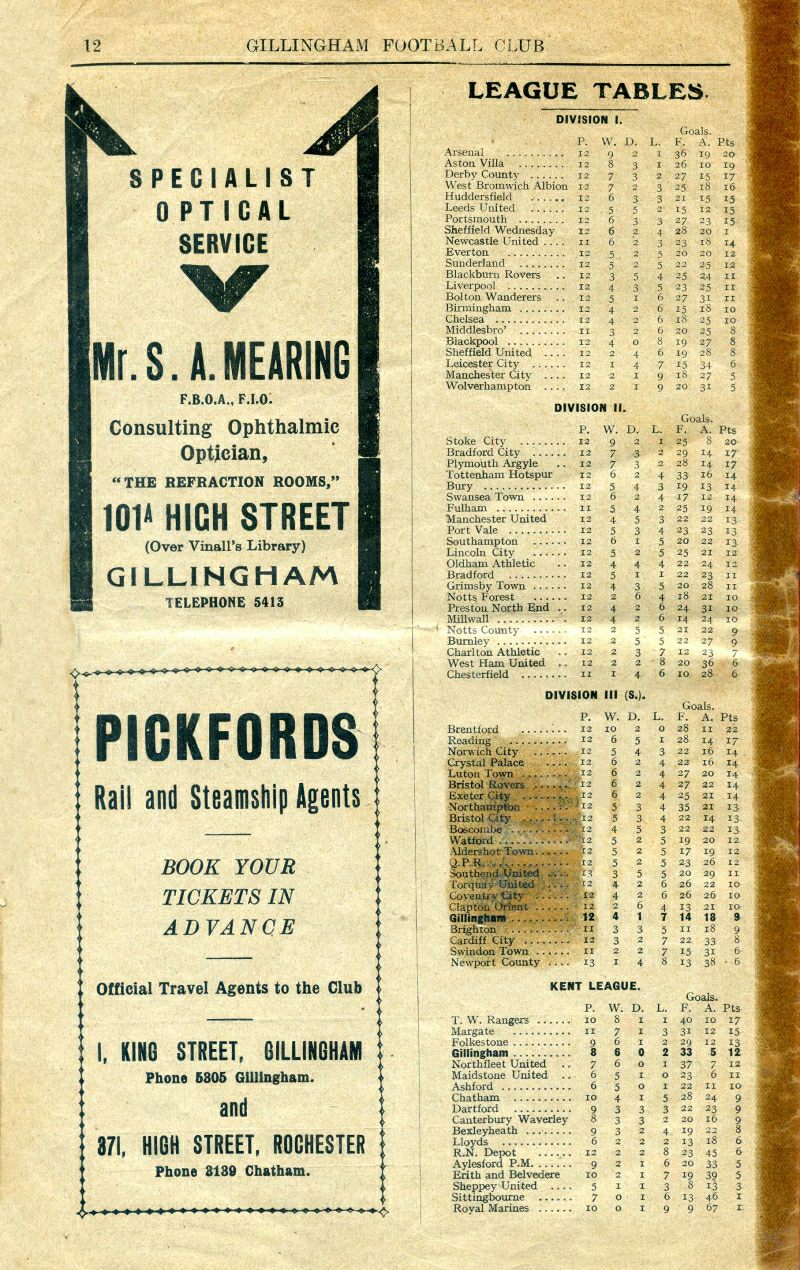 12
GILLINGHAM FOOTBALL CLUB
SPECIALIST
OPTICAL
SERVICE
Mr. S. A. MEARING
F.B.O.A., F.I.O.
Consulting Ophthalmic
Optician,
"THE REFRACTION ROOMS,"
101A HIGH STREET
(Over Vinall's Library)
GILLINGHAM
TELEPHONE 5413
PICKFORDS
Rail and Steamship Agents
BOOK YOUR
TICKETS IN
ADVANCE
Official Travel Agents to the Club
1, KING STREET, GILLINGHAM
Phone 5305 Gillingham.
and
371, HIGH STREET, ROCHESTER
Phone 3139 Chatham.
LEAGUE TABLES.
DIVISION I.
Goals.
P. W. D. L. F. A. Pts
Arsenal .......... 12 9 2 1 36 19 20
Aston Villa ........ 12 8 3 1 26 10 19
Derby County ...... 12 7 3 2 27 15 17
West Bromwich Albion 12 7 2 3 25 18 16
Huddersfield ...... 12 6 3 3 21 15 15
Leeds United ...... 12 5 5 2 15 12 15
Portsmouth ........ 12 6 3 3 27 23 15
Sheffield Wednesday 12 6 2 4 28 20 1
Newcastle United .... 11 6 2 3 23 18 14
Everton .......... 12 5 2 5 20 20 12
Sunderland ........ 12 5 2 5 22 25 12
Blackburn Rovers .. 12 3 5 4 25 24 11
Liverpool .......... 12 4 3 5 23 25 11
Bolton Wanderers .. 12 5 1 6 27 31 11
Birmingham ........ 12 4 2 6 15 18 10
Chelsea ............ 12 4 2 6 18 25 10
Middlesbro' ........ 11 3 2 6 20 25 8
Blackpool .......... 12 4 0 8 19 27 8
Sheffield United .... 12 2 4 6 19 28 8
Leicester City ...... 12 1 4 7 15 34 6
Manchester City .... 12 2 1 9 18 27 5
Wolverhampton .... 12 2 1 9 20 31 5
DIVISION II.
Goals.
P. W. D. L. F. A. Pts
Stoke City ........ 12 9 2 1 25 8 20
Bradford City ...... 12 7 3 2 29 14 17
Plymouth Argyle .. 12 7 3 2 28 14 17
Tottenham Hotspur 12 6 2 4 33 16 14
Bury .............. 12 5 4 3 19 13 14
Swansea Town ...... 12 6 2 4 17 12 14
Fulham ............ 11 5 4 2 25 19 14
Manchester United 12 4 5 3 22 22 13
Port Vale .......... 12 5 3 4 23 23 13
Southampton ...... 12 6 1 5 20 22 13
Lincoln City ...... 12 5 2 5 25 21 12
Oldham Athletic .. 12 4 4 4 22 24 12
Bradford .......... 12 5 1 1 22 23 11
Grimsby Town ...... 12 4 3 5 20 28 11
Notts Forest ...... 12 2 6 4 18 21 10
Preston North End .. 12 4 2 6 24 31 10
Millwall .......... 12 4 2 6 14 24 10
Notts County ...... 12 2 5 5 21 22 9
Burnley ............ 12 2 5 5 22 27 9
Charlton Athletic .. 12 2 3 7 12 23 7
West Ham United .. 12 2 2 8 20 36 6
Chesterfield ........ 11 1 4 6 10 28 6
DIVISION III (S.).
Goals.
P. W. D. L. F. A. Pts
Brentford ........ 12 10 2 0 28 11 22
Reading .......... 12 6 5 1 28 14 17
Norwich City ...... 12 5 4 3 22 16 14
Crystal Palace .... 12 6 2 4 22 16 14
Luton Town ........ 12 6 2 4 27 20 14
Bristol Rovers ...... 12 6 2 4 27 22 14
Exeter City ........ 12 6 2 4 25 21 14
Northampton ...... 12 5 3 4 35 21 13
Bristol City ........ 12 5 3 4 22 14 13
Boscombe .......... 12 4 5 3 22 22 13
Watford .......... 12 5 2 5 19 20 12
Aldershot Town .... 12 5 2 5 17 19 12
Q.P.R. ............ 12 5 2 5 23 26 12
Southend United .... 13 3 5 5 20 29 11
Torquay United .... 12 4 2 6 26 22 10
Coventry City ...... 12 4 2 6 26 26 10
Clapton Orient .... 12 2 6 4 13 21 10
Gillingham .......... 12 4 1 7 14 18 9
Brighton .......... 11 3 3 5 11 18 9
Cardiff City ........ 12 3 2 7 22 33 8
Swindon Town ...... 11 2 2 7 15 31 6
Newport County .... 13 1 4 8 13 38 6
KENT LEAGUE.
Goals.
P. W. D. L. F. A. Pts
T. W. Rangers ...... 10 8 1 1 40 10 17
Margate .......... 11 7 1 3 31 12 15
Folkestone ........ 9 6 1 2 29 12 13
Gillingham .......... 8 6 0 2 33 5 12
Northfleet United .. 7 6 0 1 37 7 12
Maidstone United .. 6 5 1 0 23 6 11
Ashford .......... 6 5 0 1 22 11 10
Chatham .......... 10 4 1 5 28 24 9
Dartford .......... 9 3 3 3 22 23 9
Canterbury Waverley 8 3 3 2 20 16 9
Bexleyheath ........ 9 3 2 4 19 22 8
Lloyds ............ 6 2 2 2 13 18 6
R.N. Depot ...... 12 2 2 8 23 45 6
Aylesford P.M. ...... 9 2 1 6 20 33 5
Erith and Belvedere 10 2 1 7 19 39 5
Sheppey United .... 5 1 1 3 8 13 3
Sittingbourne ...... 7 0 1 6 13 46 1
Royal Marines ...... 10 0 1 9 9 67 1